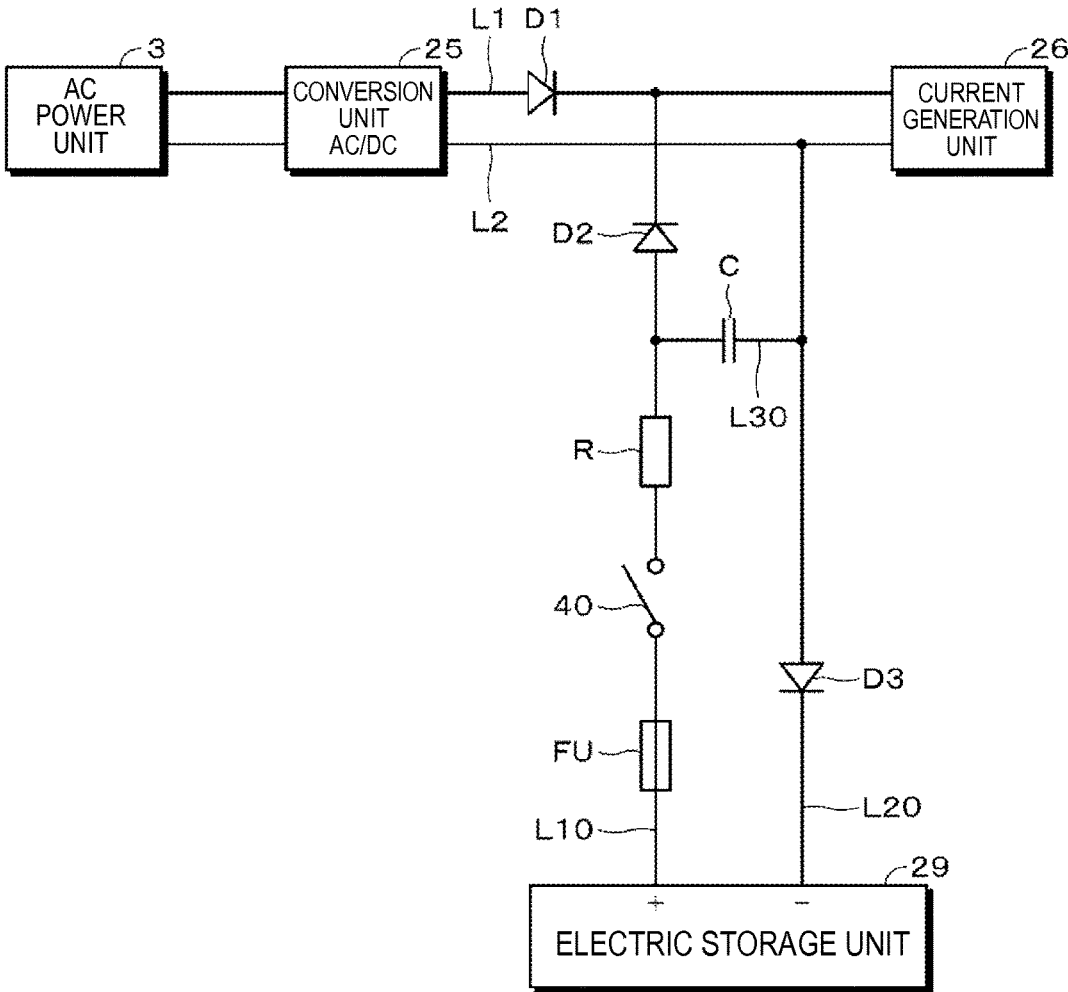 L1 D1
3
25
26
AC
POWER
UNIT
CONVERSION
UNIT
AC/DC
CURRENT
GENERATION
UNIT
L2
D2
C
L30
R
40
D3
FU
L20
L10
29
+ −
ELECTRIC STORAGE UNIT